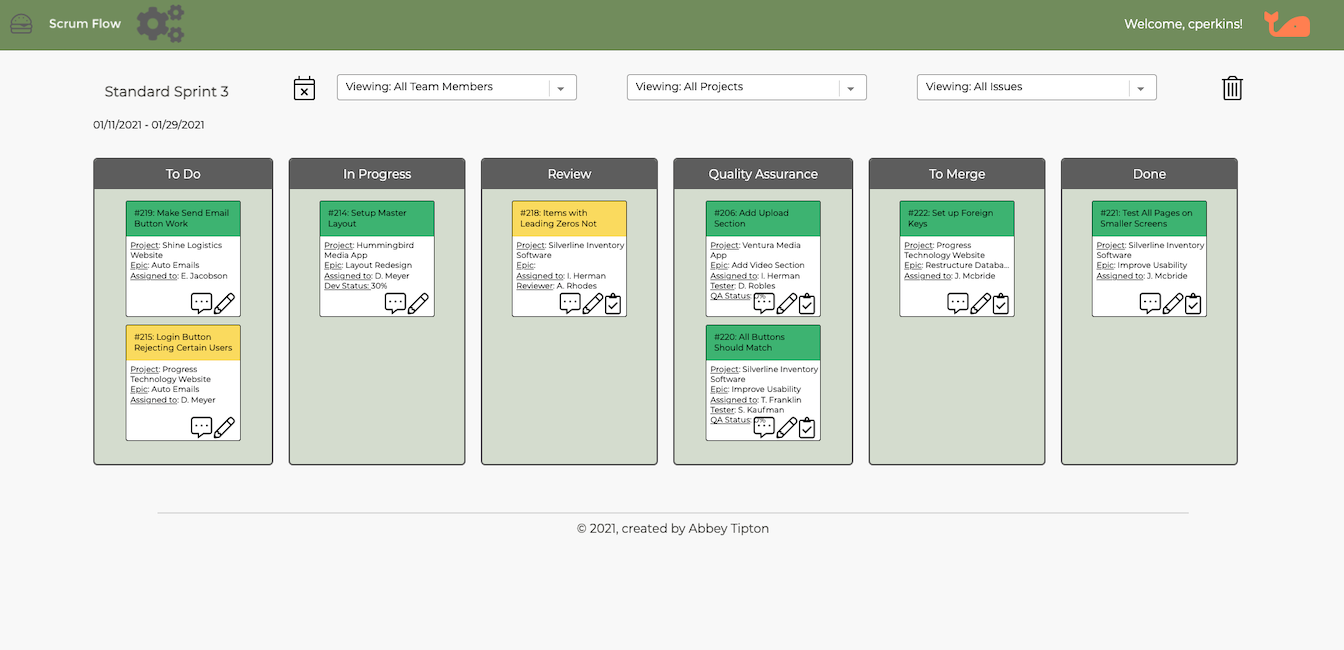 Scrum Flow
Welcome, cperkins!
Standard Sprint 3
Viewing: All Team Members
Viewing: All Projects
Viewing: All Issues
01/11/2021 - 01/29/2021
To Do
#219: Make Send Email
Button Work
Project: Shine Logistics
Website
Epic: Auto Emails
Assigned to: E. Jacobson
#215: Login Button
Rejecting Certain Users
Project: Progress
Technology Website
Epic: Auto Emails
Assigned to: D. Meyer
In Progress
#214: Setup Master
Layout
Project: Hummingbird
Media App
Epic: Layout Redesign
Assigned to: D. Meyer
Dev Status: 30%
Review
#218: Items with
Leading Zeros Not
Project: Silverline Inventory
Software
Epic:
Assigned to: I. Herman
Reviewer: A. Rhodes
Quality Assurance
#206: Add Upload
Section
Project: Ventura Media
App
Epic: Add Video Section
Assigned to: I. Herman
Tester: D. Robles
QA Status: 0%
#220: All Buttons
Should Match
Project: Silverline Inventory
Software
Epic: Improve Usability
Assigned to: T. Franklin
Tester: S. Kaufman
QA Status: 0%
To Merge
#222: Set up Foreign
Keys
Project: Progress
Technology Website
Epic: Restructure Databa...
Assigned to: J. Mcbride
Done
#221: Test All Pages on
Smaller Screens
Project: Silverline Inventory
Software
Epic: Improve Usability
Assigned to: J. Mcbride
© 2021, created by Abbey Tipton